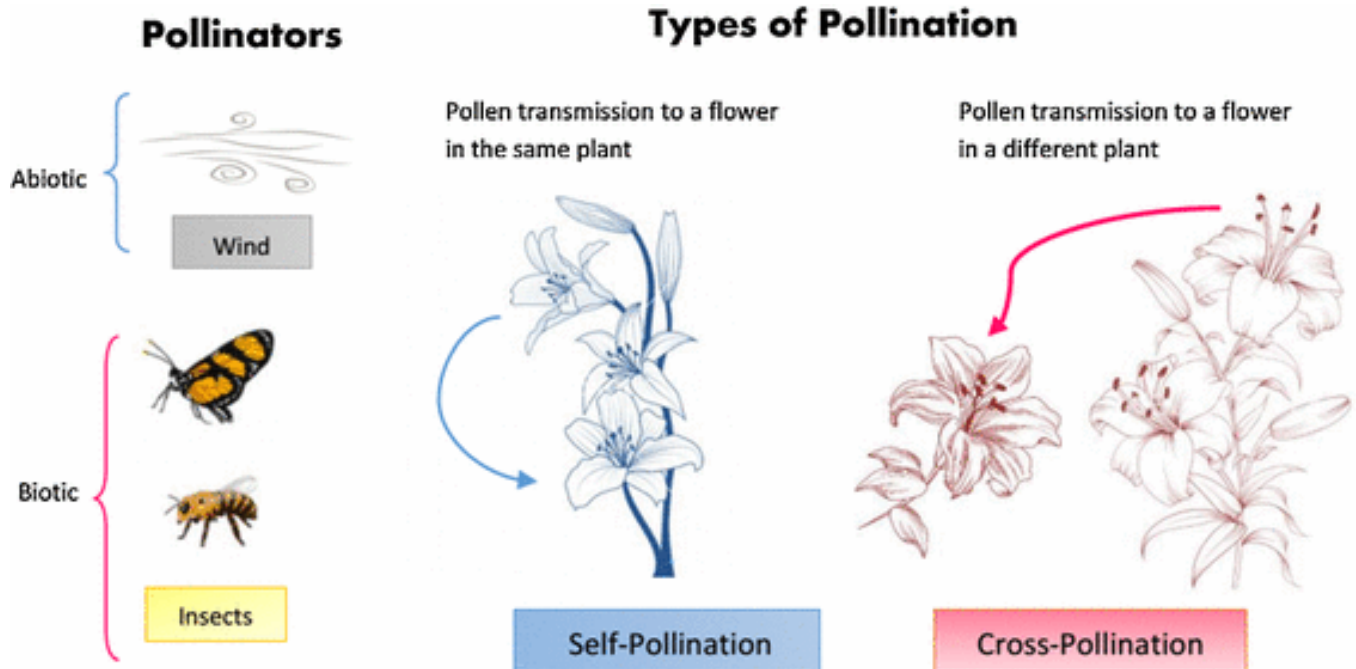 Pollinators
Abiotic
Wind
Biotic
Insects
Types of Pollination
Pollen transmission to a flower
in the same plant
Self-Pollination
Pollen transmission to a flower
in a different plant
Cross-Pollination